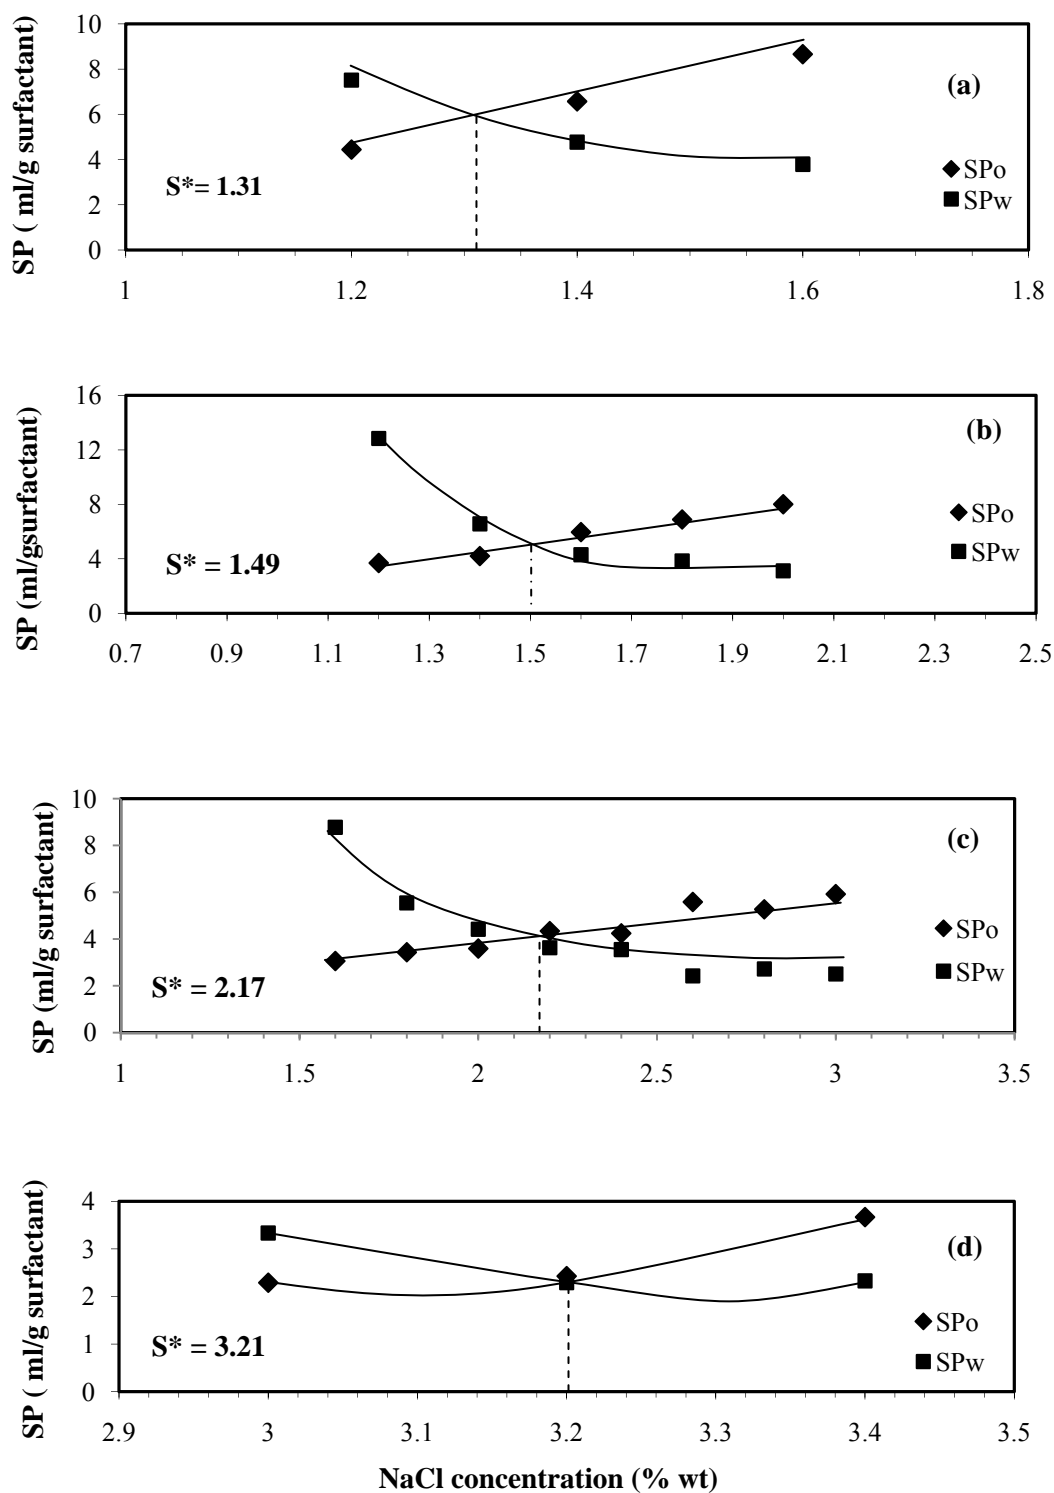 SP ( ml/g surfactant)
10
8
6
4
2
0
(a)
S*= 1.31
SPo
SPw
1 1.2 1.4 1.6 1.8
SP (ml/gsurfactant)
16
12
8
4
0
(b)
S* = 1.49
SPo
SPw
0.7 0.9 1.1 1.3 1.5 1.7 1.9 2.1 2.3 2.5
SP (ml/g surfactant)
10
8
6
4
2
0
(c)
S* = 2.17
SPo
SPw
1 1.5 2 2.5 3 3.5
SP ( ml/g surfactant)
4
3
2
1
0
(d)
S* = 3.21
SPo
SPw
2.9 3 3.1 3.2 3.3 3.4 3.5
NaCl concentration (% wt)